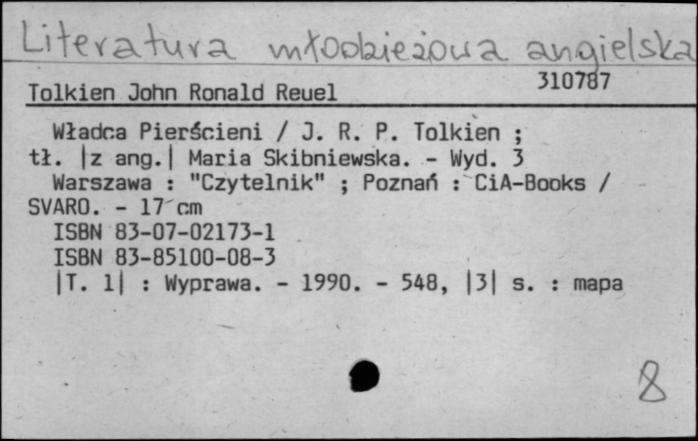 Literatura młodzieżowa angielska
310787
Tolkien John Ronald Reuel
Władca Pierścieni / J. R. P. Tolkien ;
tł. |z ang.| Maria Skibniewska. - Wyd. 3
Warszawa : "Czytelnik" ; Poznań : CiA-Books /
SVARO. - 17 cm
ISBN 83-07-02173-1
ISBN 83-85100-08-3
|T. 1| : Wyprawa. - 1990. - 548, |3| s. : mapa
8